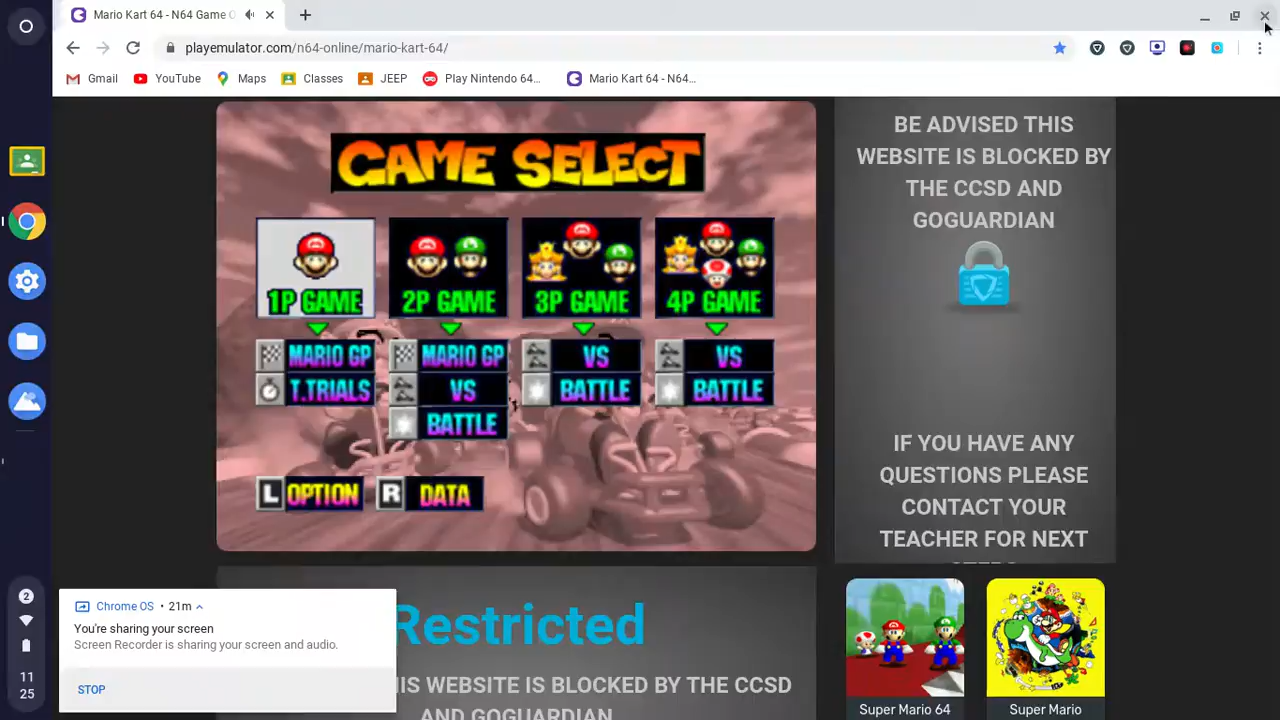 Mario Kart 64 - N64 Game O
playemulator.com/n64-online/mario-kart-64/
Gmail YouTube Maps Classes JEEP Play Nintendo 64... Mario Kart 64 - N64...
GAME SELECT
1P GAME 2P GAME 3P GAME 4P GAME
MARIO GP MARIO GP VS VS
T.TRIALS VS BATTLE BATTLE
BATTLE
L OPTION R DATA
BE ADVISED THIS
WEBSITE IS BLOCKED BY
THE CCSD AND
GOGUARDIAN
IF YOU HAVE ANY
QUESTIONS PLEASE
CONTACT YOUR
TEACHER FOR NEXT
Restricted
HIS WEBSITE IS BLOCKED BY THE CCSD
AND GOGUARDIAN
Super Mario 64 Super Mario
Chrome OS • 21m
You're sharing your screen
Screen Recorder is sharing your screen and audio.
STOP
2
11
25